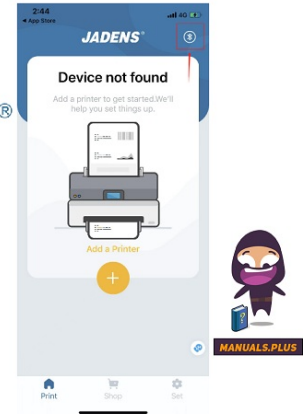 2:44
4G
◀ App Store
JADENS®
Device not found
Add a printer to get started.We'll
help you set things up.
®
Add a Printer
+
MANUALS.PLUS
Print
Shop
Set